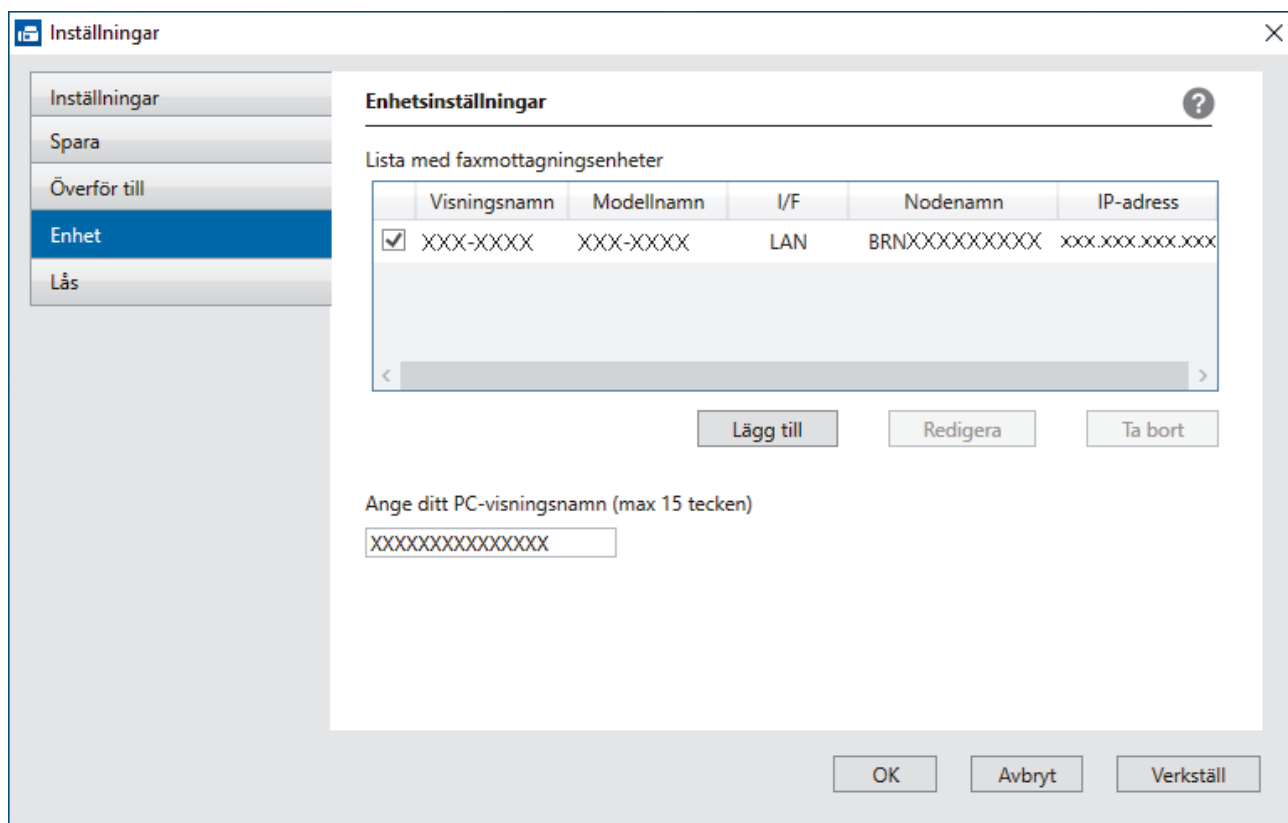 Inställningar
Inställningar
Spara
Överför till
Enhet
Lås
Enhetsinställningar
?
Lista med faxmottagningsenheter
Visningsnamn Modellnamn I/F Nodenamn IP-adress
XXX-XXXX XXX-XXXX LAN BRNXXXXXXXXX XXX.XXX.XXX.XXX
Lägg till Redigera Ta bort
Ange ditt PC-visningsnamn (max 15 tecken)
XXXXXXXXXXXXXXX
OK Avbryt Verkställ